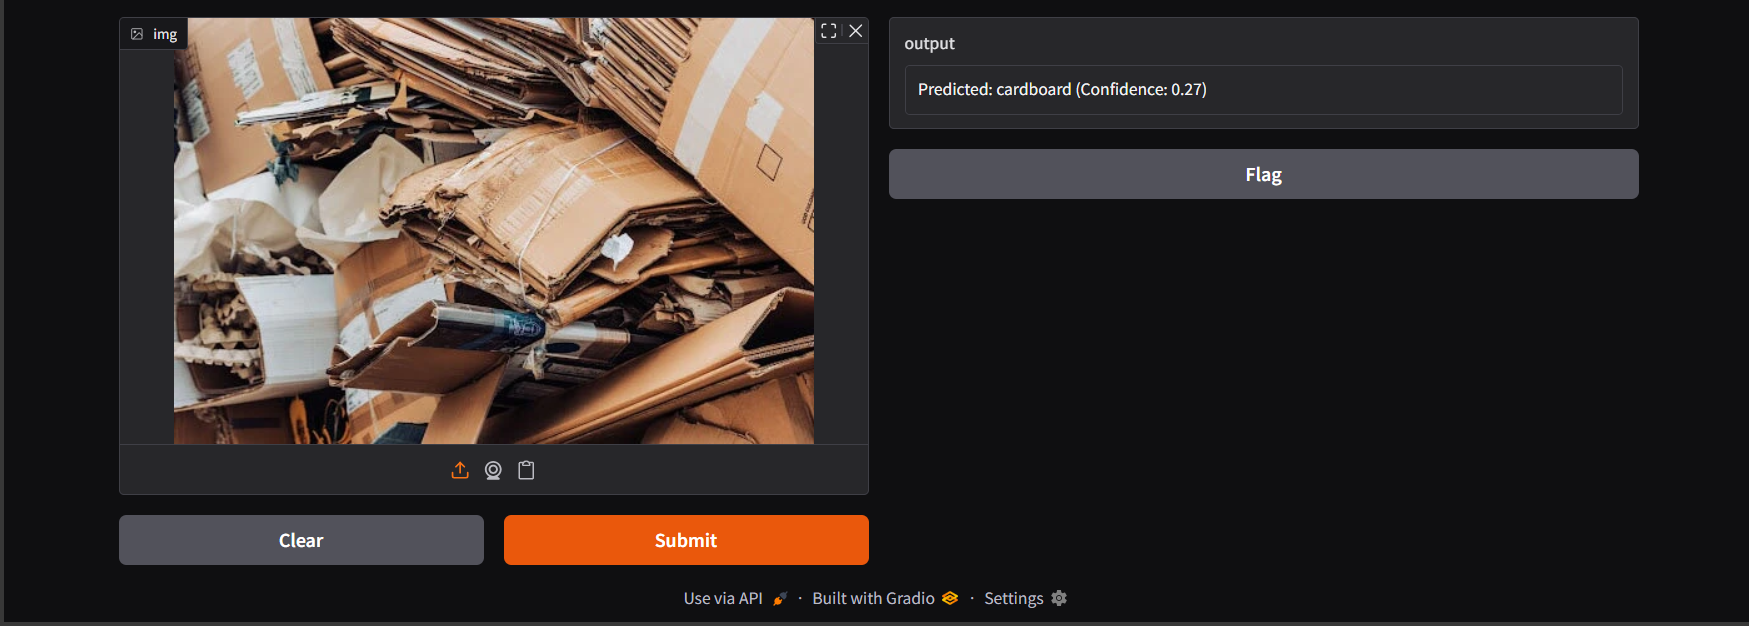 img
output
Predicted: cardboard (Confidence: 0.27)
Flag
Clear
Submit
Use via API · Built with Gradio · Settings